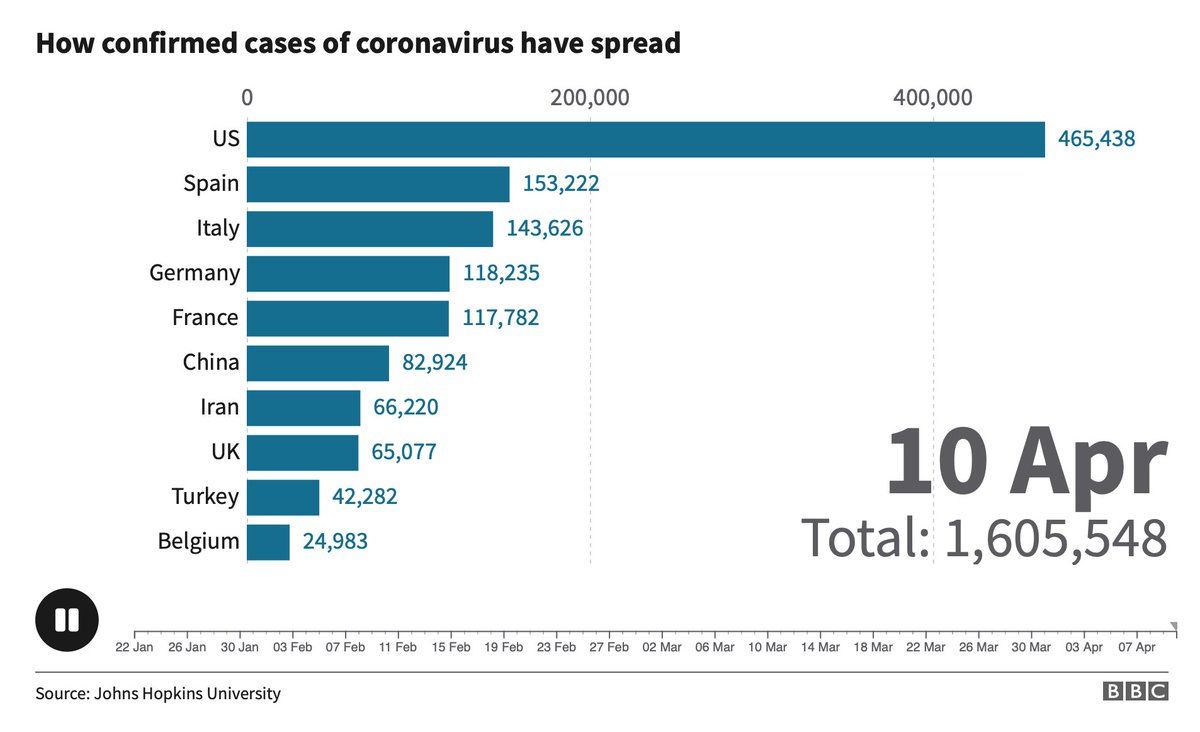 How confirmed cases of coronavirus have spread
0 200,000 400,000
US 465,438
Spain 153,222
Italy 143,626
Germany 118,235
France 117,782
China 82,924
Iran 66,220
UK 65,077
Turkey 42,282
Belgium 24,983
10 Apr
Total: 1,605,548
22 Jan 26 Jan 30 Jan 03 Feb 07 Feb 11 Feb 15 Feb 19 Feb 23 Feb 27 Feb 02 Mar 06 Mar 10 Mar 14 Mar 18 Mar 22 Mar 26 Mar 30 Mar 03 Apr 07 Apr
Source: Johns Hopkins University
BBC